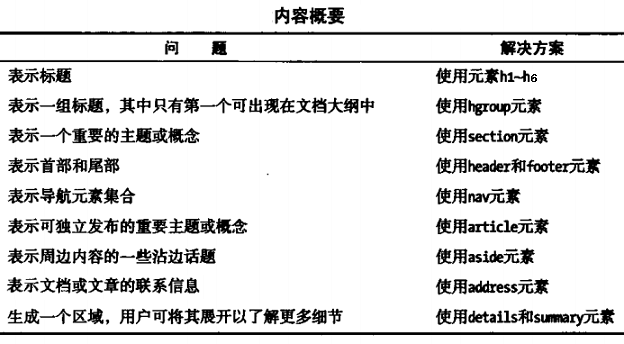 内容概要
问 题 解决方案
表示标题 使用元素h1~h6
表示一组标题，其中只有第一个可出现在文档大纲中 使用hgroup元素
表示一个重要的主题或概念 使用section元素
表示首部和尾部 使用header和footer元素
表示导航元素集合 使用nav元素
表示可独立发布的重要主题或概念 使用article元素
表示周边内容的一些沾边话题 使用aside元素
表示文档或文章的联系信息 使用address元素
生成一个区域，用户可将其展开以了解更多细节 使用details和summary元素